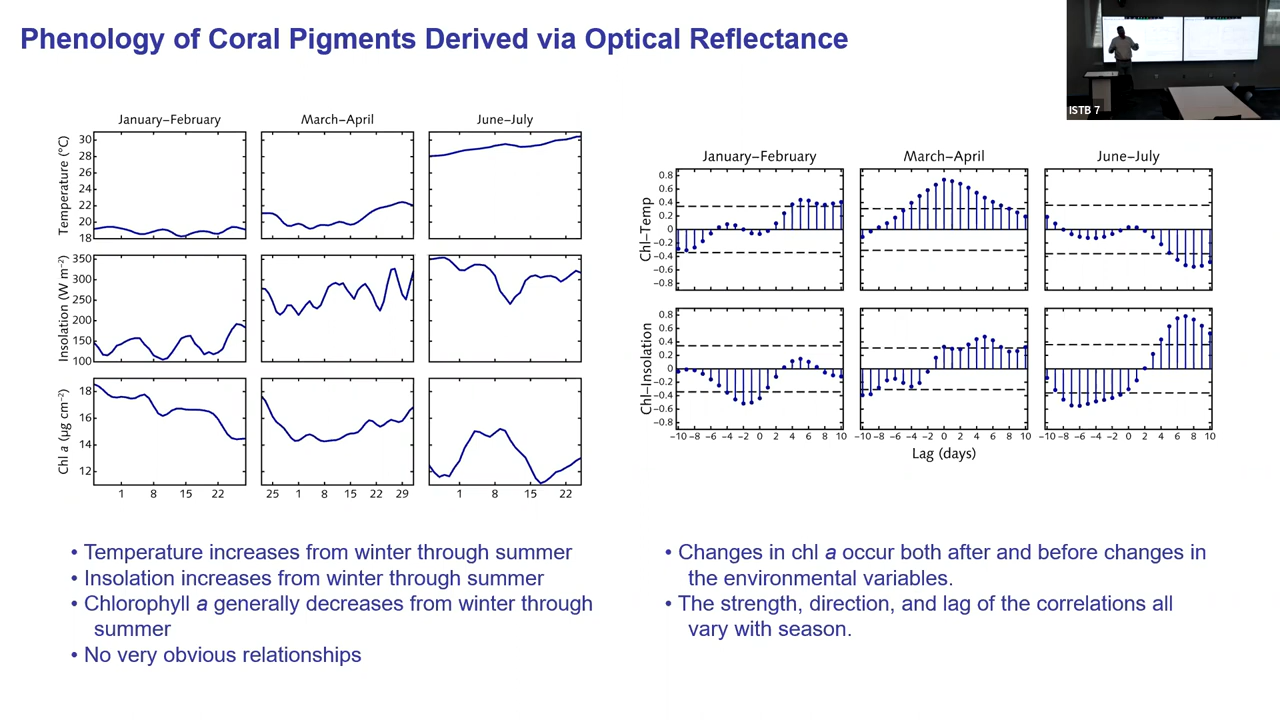 Phenology of Coral Pigments Derived via Optical Reflectance
ISTB 7
January–February March–April June–July
Temperature (°C)
30
28
26
24
22
20
18
Insolation (W m⁻²)
350
300
250
200
150
100
Chl a (µg cm⁻²)
18
16
14
12
1 8 15 22 25 1 8 15 22 29 1 8 15 22
January–February March–April June–July
Chl–Temp
0.8
0.6
0.4
0.2
0
−0.2
−0.4
−0.6
−0.8
Chl–Insolation
0.8
0.6
0.4
0.2
0
−0.2
−0.4
−0.6
−0.8
−10 −8 −6 −4 −2 0 2 4 6 8 10 −10 −8 −6 −4 −2 0 2 4 6 8 10 −10 −8 −6 −4 −2 0 2 4 6 8 10
Lag (days)
• Temperature increases from winter through summer
• Insolation increases from winter through summer
• Chlorophyll a generally decreases from winter through
summer
• No very obvious relationships
• Changes in chl a occur both after and before changes in
the environmental variables.
• The strength, direction, and lag of the correlations all
vary with season.